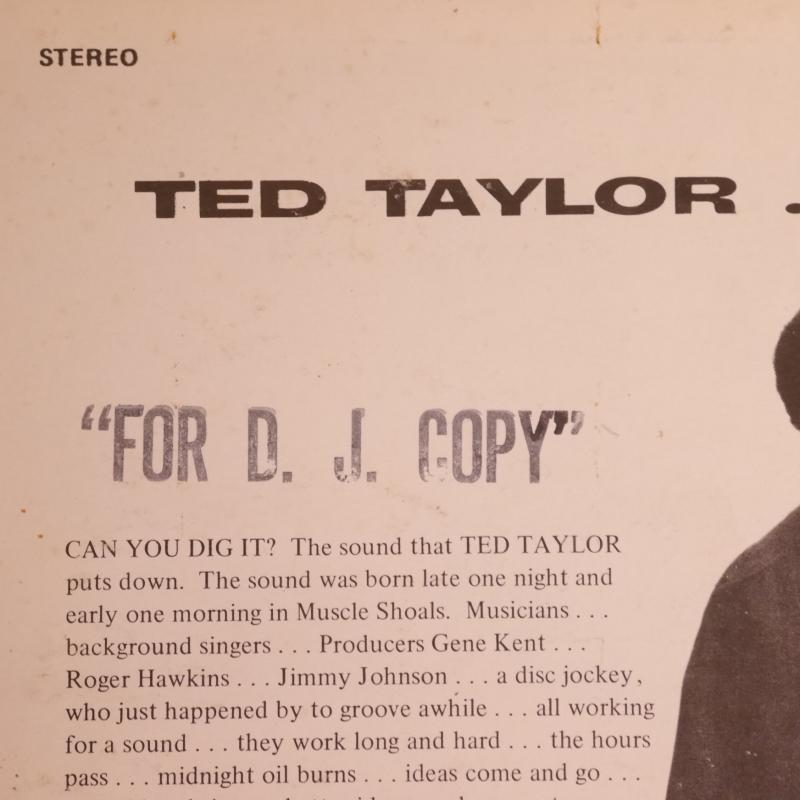 STEREO
TED TAYLOR .
“FOR D. J. COPY”
CAN YOU DIG IT? The sound that TED TAYLOR
puts down. The sound was born late one night and
early one morning in Muscle Shoals. Musicians . . .
background singers . . . Producers Gene Kent . . .
Roger Hawkins . . . Jimmy Johnson . . . a disc jockey,
who just happened by to groove awhile . . . all working
for a sound . . . they work long and hard . . . the hours
pass . . . midnight oil burns . . . ideas come and go . . .